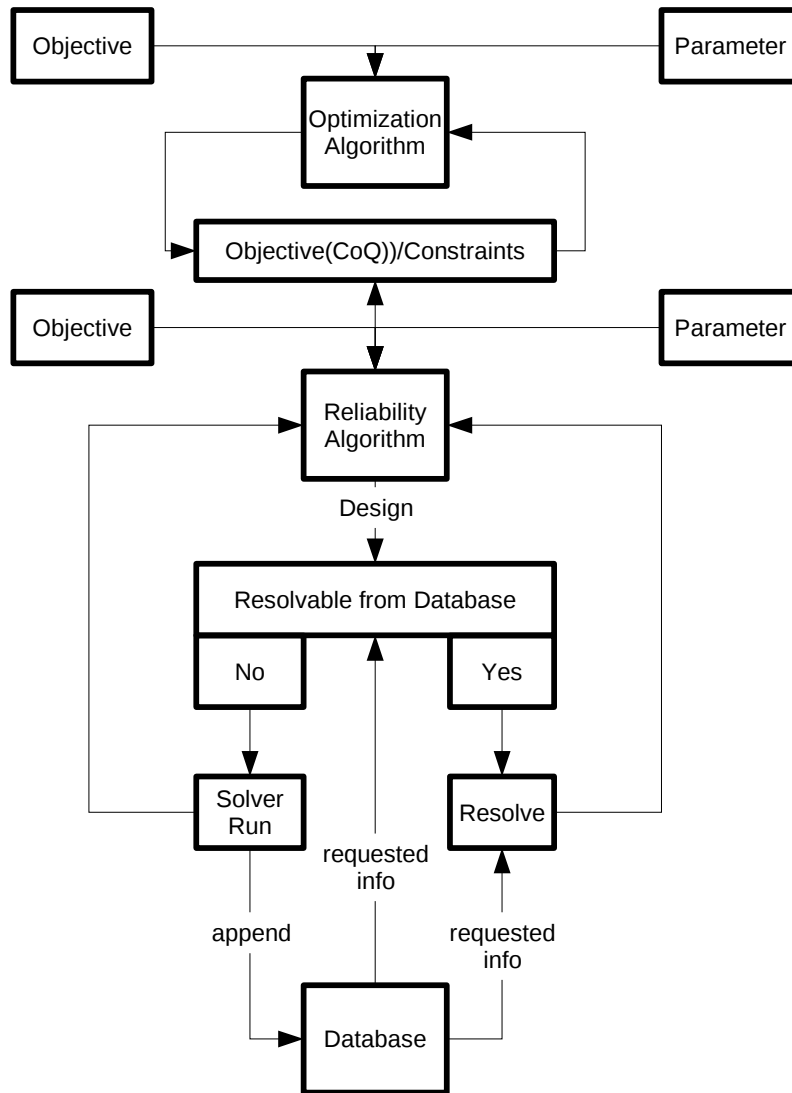 Objective
Parameter
Optimization
Algorithm
Objective(CoQ))/Constraints
Objective
Parameter
Reliability
Algorithm
Design
Resolvable from Database
No
Yes
Solver
Run
Resolve
requested
info
append
requested
info
Database